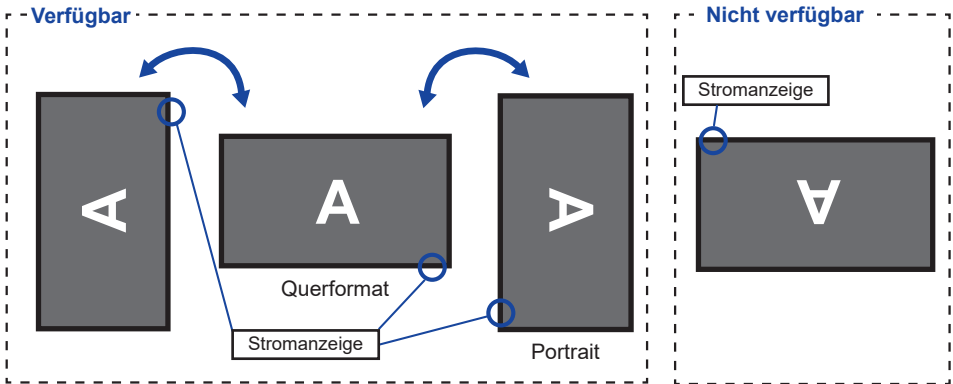 Verfügbar
Nicht verfügbar
Stromanzeige
A
A
A
A
Querformat
Stromanzeige
Portrait